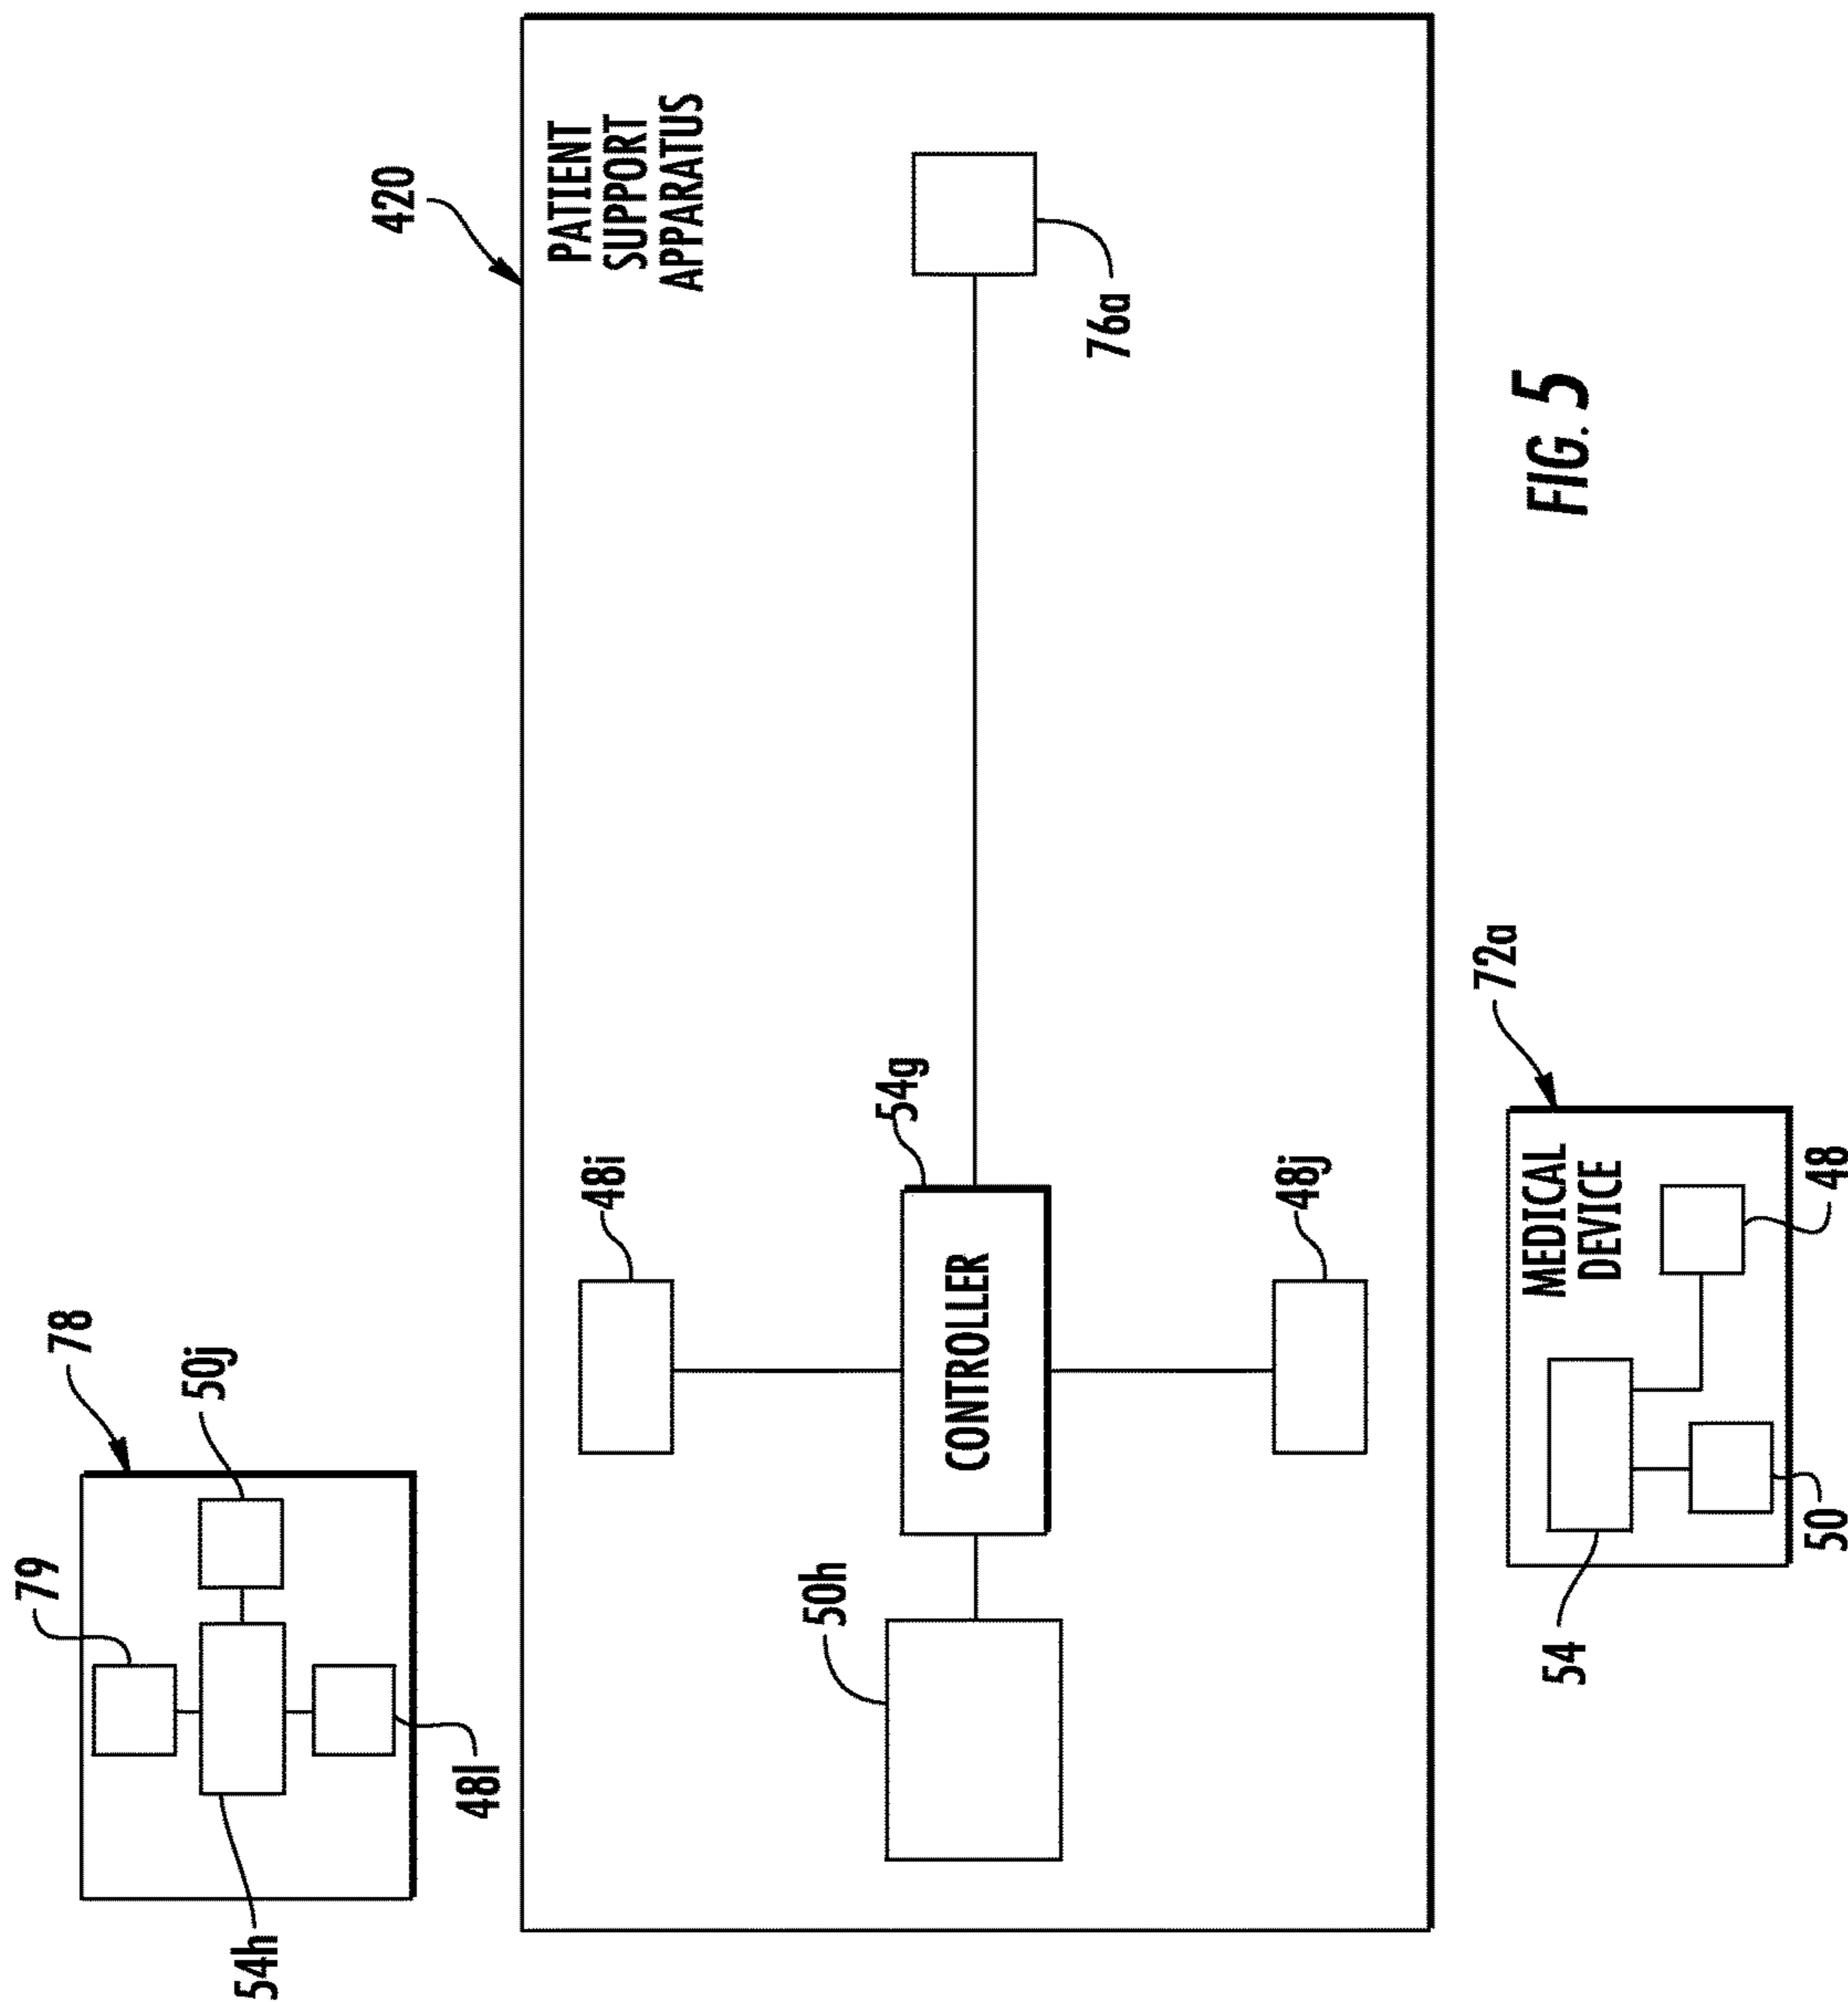 420
PATIENT
SUPPORT
APPARATUS
76a
78
79
50j
54h
48l
48i
54g
CONTROLLER
50h
48j
72a
MEDICAL
DEVICE
48
54
50
FIG. 5